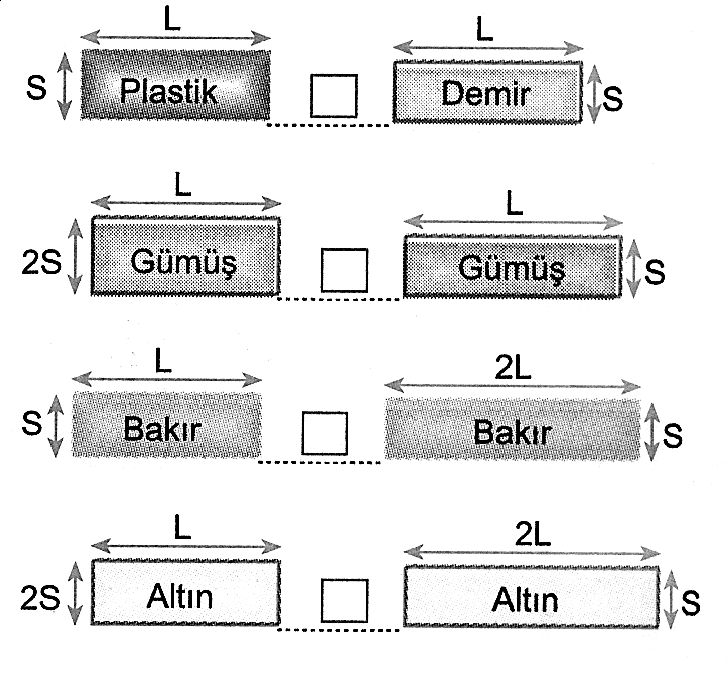 L L
S Plastik Demir S
L L
2S Gümüş Gümüş S
L 2L
S Bakır Bakır S
L 2L
2S Altın Altın S